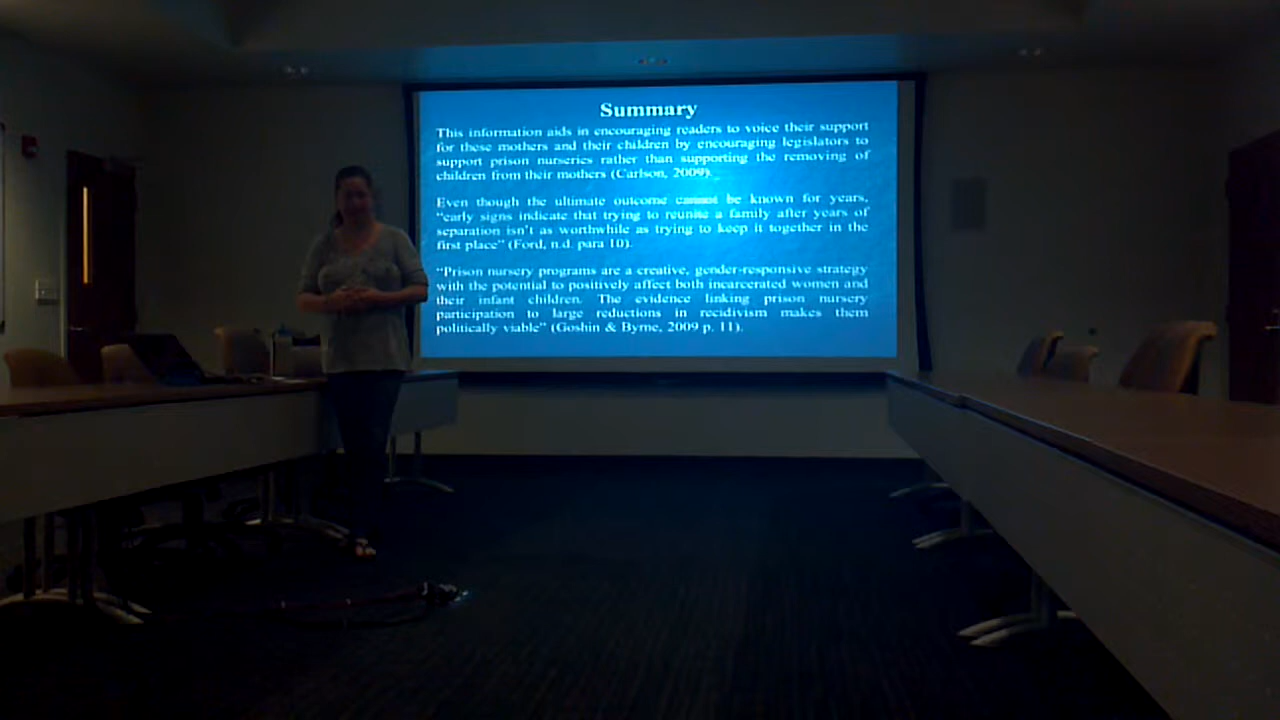 Summary
This information aids in encouraging readers to voice their support
for these mothers and their children by encouraging legislators to
support prison nurseries rather than supporting the removing of
children from their mothers (Carlson, 2009).
Even though the ultimate outcome cannot be known for years,
“early signs indicate that trying to reunite a family after years of
separation isn't as worthwhile as trying to keep it together in the
first place” (Ford, n.d. para 10).
“Prison nursery programs are a creative, gender-responsive strategy
with the potential to positively affect both incarcerated women and
their infant children. The evidence linking prison nursery
participation to large reductions in recidivism makes them
politically viable” (Goshin & Byrne, 2009 p. 11).